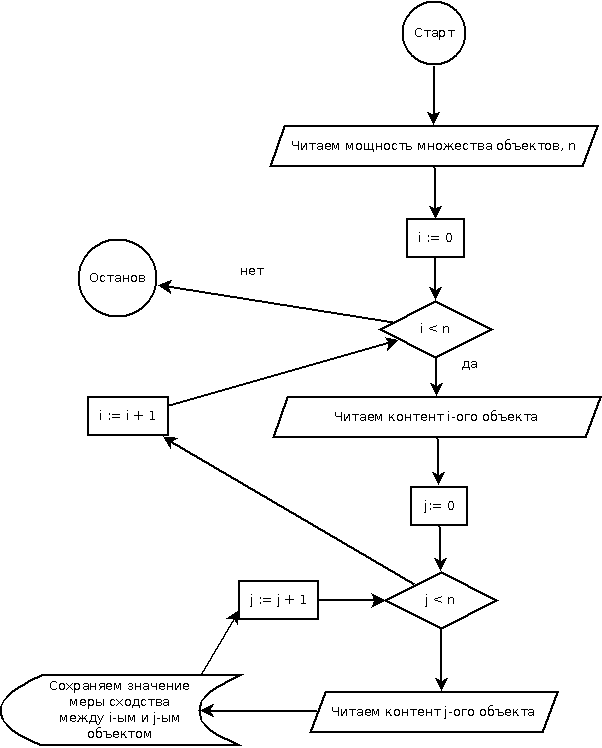 Старт
Читаем мощность множества объектов, n
i := 0
нет
Останов
i < n
да
i := i + 1
Читаем контент i-ого объекта
j:= 0
j := j + 1
j < n
Сохраняем значение
меры сходства
между i-ым и j-ым
объектом
Читаем контент j-ого объекта